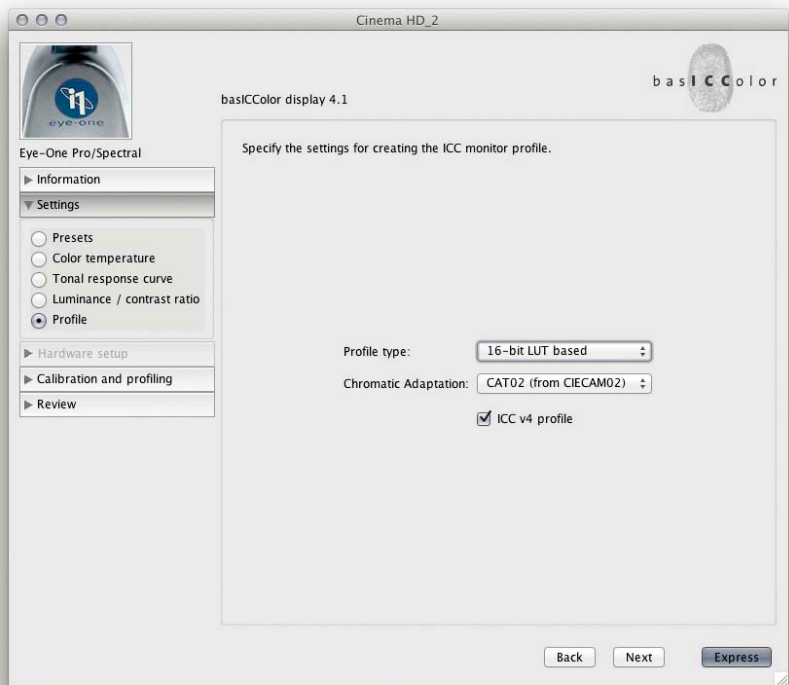 Cinema HD_2
i1
eye-one
basICColor
basICColor display 4.1
Eye-One Pro/Spectral
Information
Settings
Presets
Color temperature
Tonal response curve
Luminance / contrast ratio
Profile
Hardware setup
Calibration and profiling
Review
Specify the settings for creating the ICC monitor profile.
Profile type: 16-bit LUT based
Chromatic Adaptation: CAT02 (from CIECAM02)
ICC v4 profile
Back Next Express